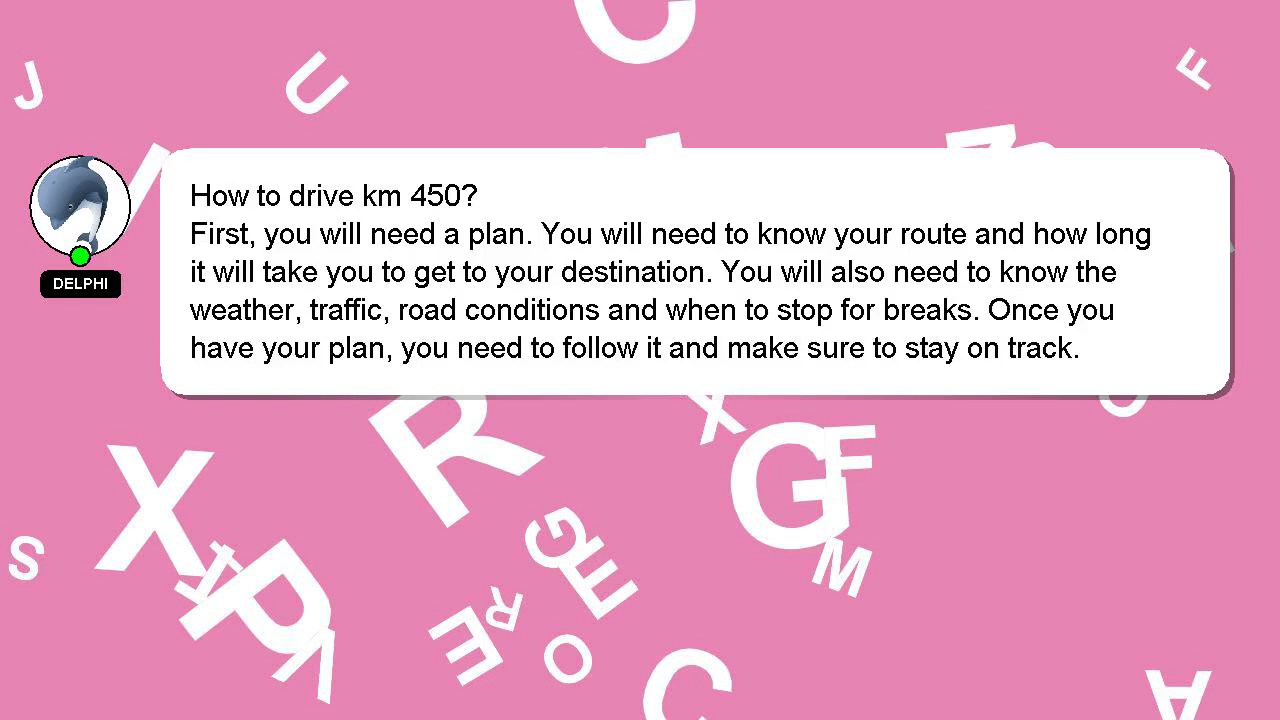 C
J
U
F
DELPHI
How to drive km 450?
First, you will need a plan. You will need to know your route and how long
it will take you to get to your destination. You will also need to know the
weather, traffic, road conditions and when to stop for breaks. Once you
have your plan, you need to follow it and make sure to stay on track.
R
X
G
F
X
S
P
V
G
E
M
R
E
O
C
A